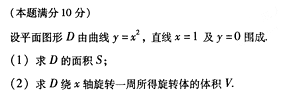 (本题满分 10 分)
设平面图形 D 由曲线 y = x², 直线 x = 1 及 y = 0 围成.
(1) 求 D 的面积 S;
(2) 求 D 绕 x 轴旋转一周所得旋转体的体积 V.